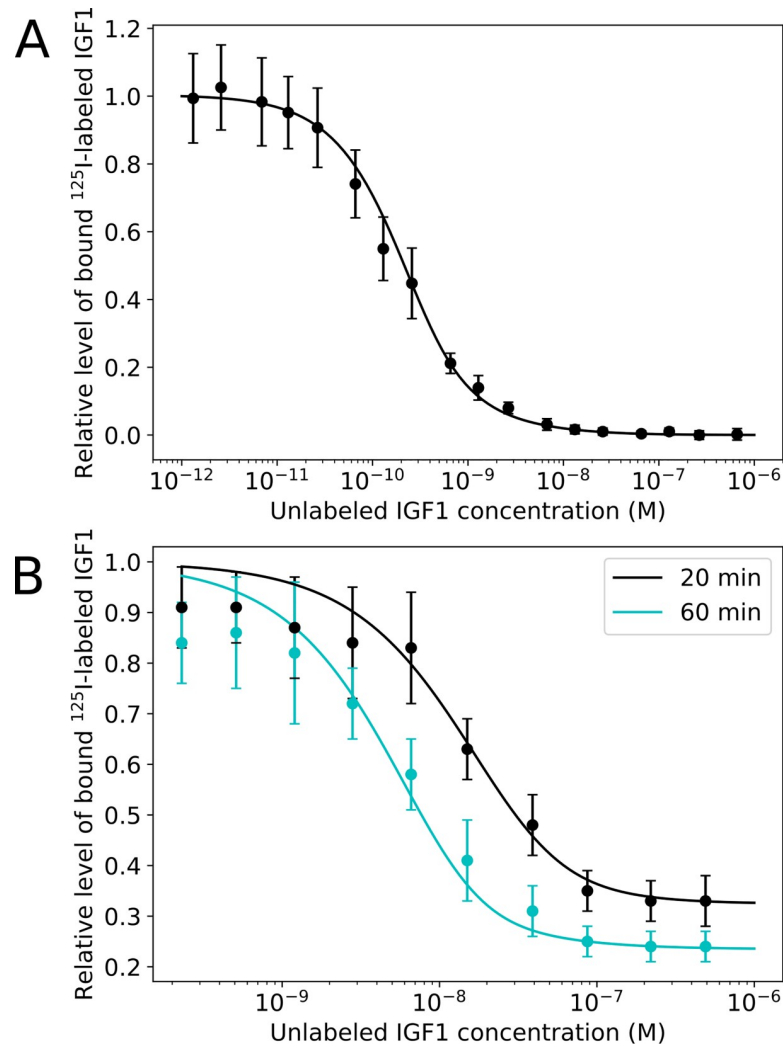 A
Relative level of bound ¹²⁵I-labeled IGF1
1.2
1.0
0.8
0.6
0.4
0.2
0.0
10⁻¹² 10⁻¹¹ 10⁻¹⁰ 10⁻⁹ 10⁻⁸ 10⁻⁷ 10⁻⁶
Unlabeled IGF1 concentration (M)
B
Relative level of bound ¹²⁵I-labeled IGF1
1.0
0.9
0.8
0.7
0.6
0.5
0.4
0.3
0.2
20 min
60 min
10⁻⁹ 10⁻⁸ 10⁻⁷ 10⁻⁶
Unlabeled IGF1 concentration (M)